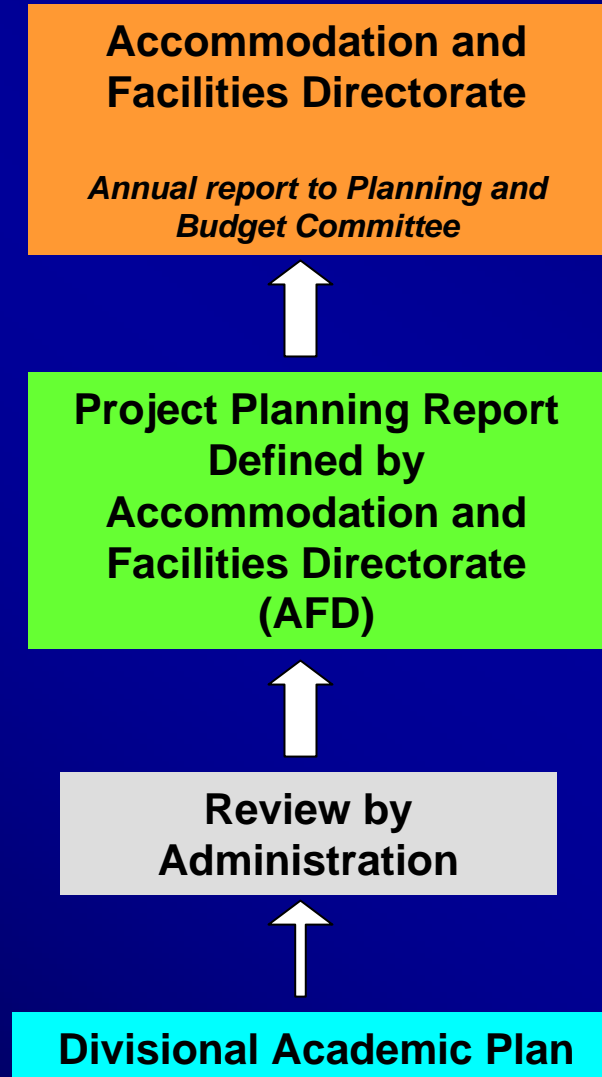 Accommodation and
Facilities Directorate
Annual report to Planning and
Budget Committee
Project Planning Report
Defined by
Accommodation and
Facilities Directorate
(AFD)
Review by
Administration
Divisional Academic Plan